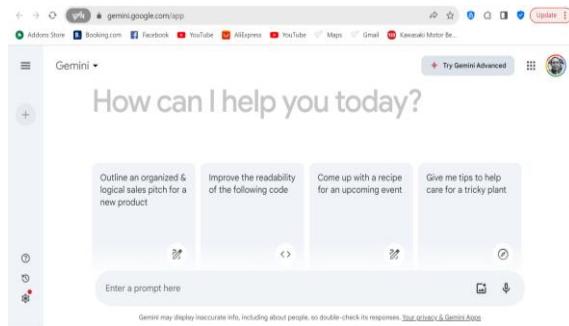 gemini.google.com/app
Update
Addons Store Booking.com Facebook YouTube AliExpress YouTube Maps Gmail Kawasaki Motor Be...
Gemini
Try Gemini Advanced
How can I help you today?
Outline an organized &
logical sales pitch for a
new product
Improve the readability
of the following code
Come up with a recipe
for an upcoming event
Give me tips to help
care for a tricky plant
Enter a prompt here
Gemini may display inaccurate info, including about people, so double-check its responses. Your privacy & Gemini Apps